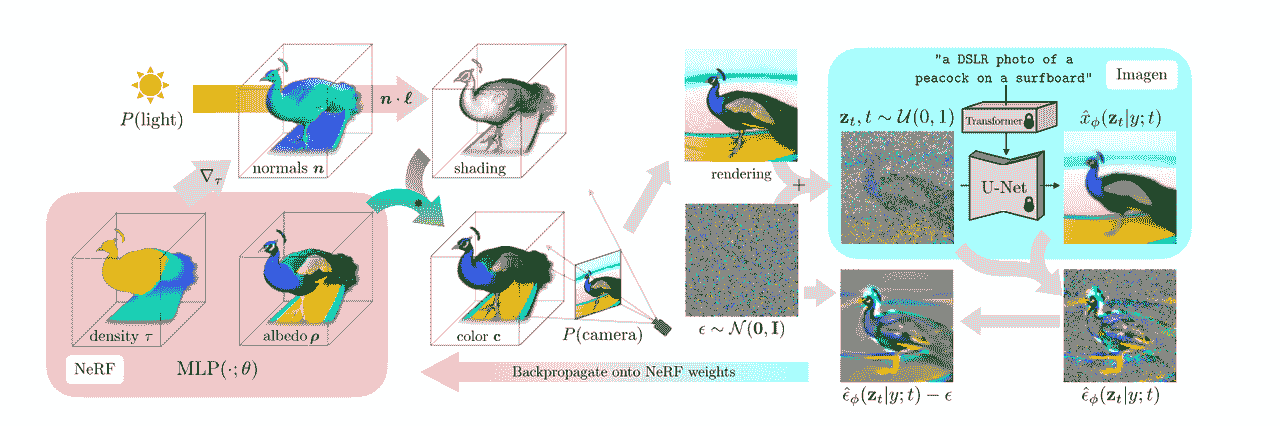 P(light)
∇τ
normals n
n · ℓ
shading
density τ
albedo ρ
NeRF
MLP(·; θ)
color c
P(camera)
rendering
+
ϵ ∼ 𝒩(0, I)
"a DSLR photo of a
peacock on a surfboard"
Imagen
z_t, t ∼ 𝒰(0, 1)
Transformer
x̂_ϕ(z_t|y; t)
U-Net
ϵ̂_ϕ(z_t|y; t) − ϵ
ϵ̂_ϕ(z_t|y; t)
Backpropagate onto NeRF weights